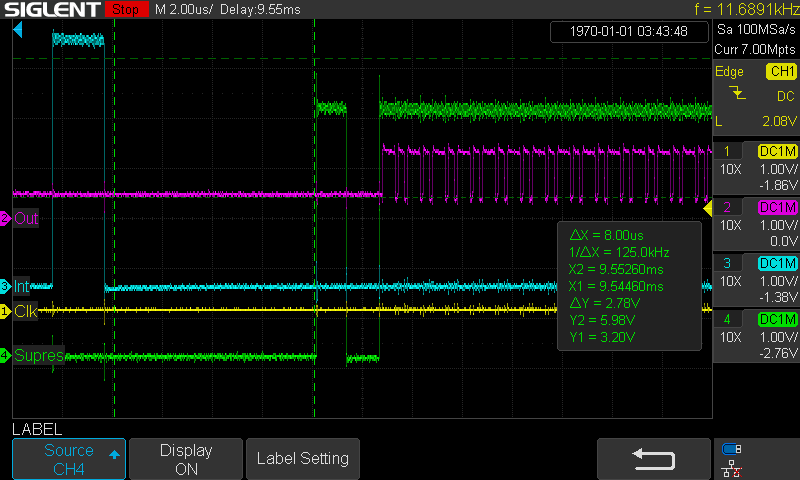 SIGLENT Stop M 2.00us/ Delay:9.55ms f = 11.6891kHz
1970-01-01 03:43:48
Sa 100MSa/s
Curr 7.00Mpts
Edge CH1
DC
L 2.08V
1 DC1M
10X 1.00V/
-1.86V
2 DC1M
10X 1.00V/
0.0V
3 DC1M
10X 1.00V/
-1.38V
4 DC1M
10X 1.00V/
-2.76V
2 Out
3 Int
1 Clk
4 Supres
△X = 8.00us
1/△X = 125.0kHz
X2 = 9.55260ms
X1 = 9.54460ms
△Y = 2.78V
Y2 = 5.98V
Y1 = 3.20V
LABEL
Source
CH4
Display
ON
Label Setting